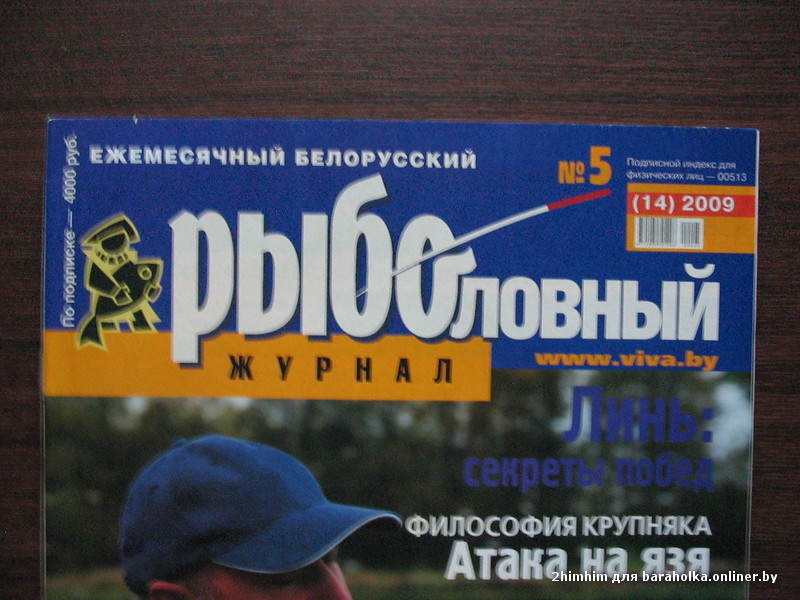 ЕЖЕМЕСЯЧНЫЙ БЕЛОРУССКИЙ
№5
Подписной индекс для
физических лиц — 00513
(14) 2009
По подписке — 4000 руб.
РЫБОЛОВНЫЙ
ЖУРНАЛ
www.viva.by
Линь:
секреты побед
ФИЛОСОФИЯ КРУПНЯКА
Атака на язя
2himhim для baraholka.onliner.by